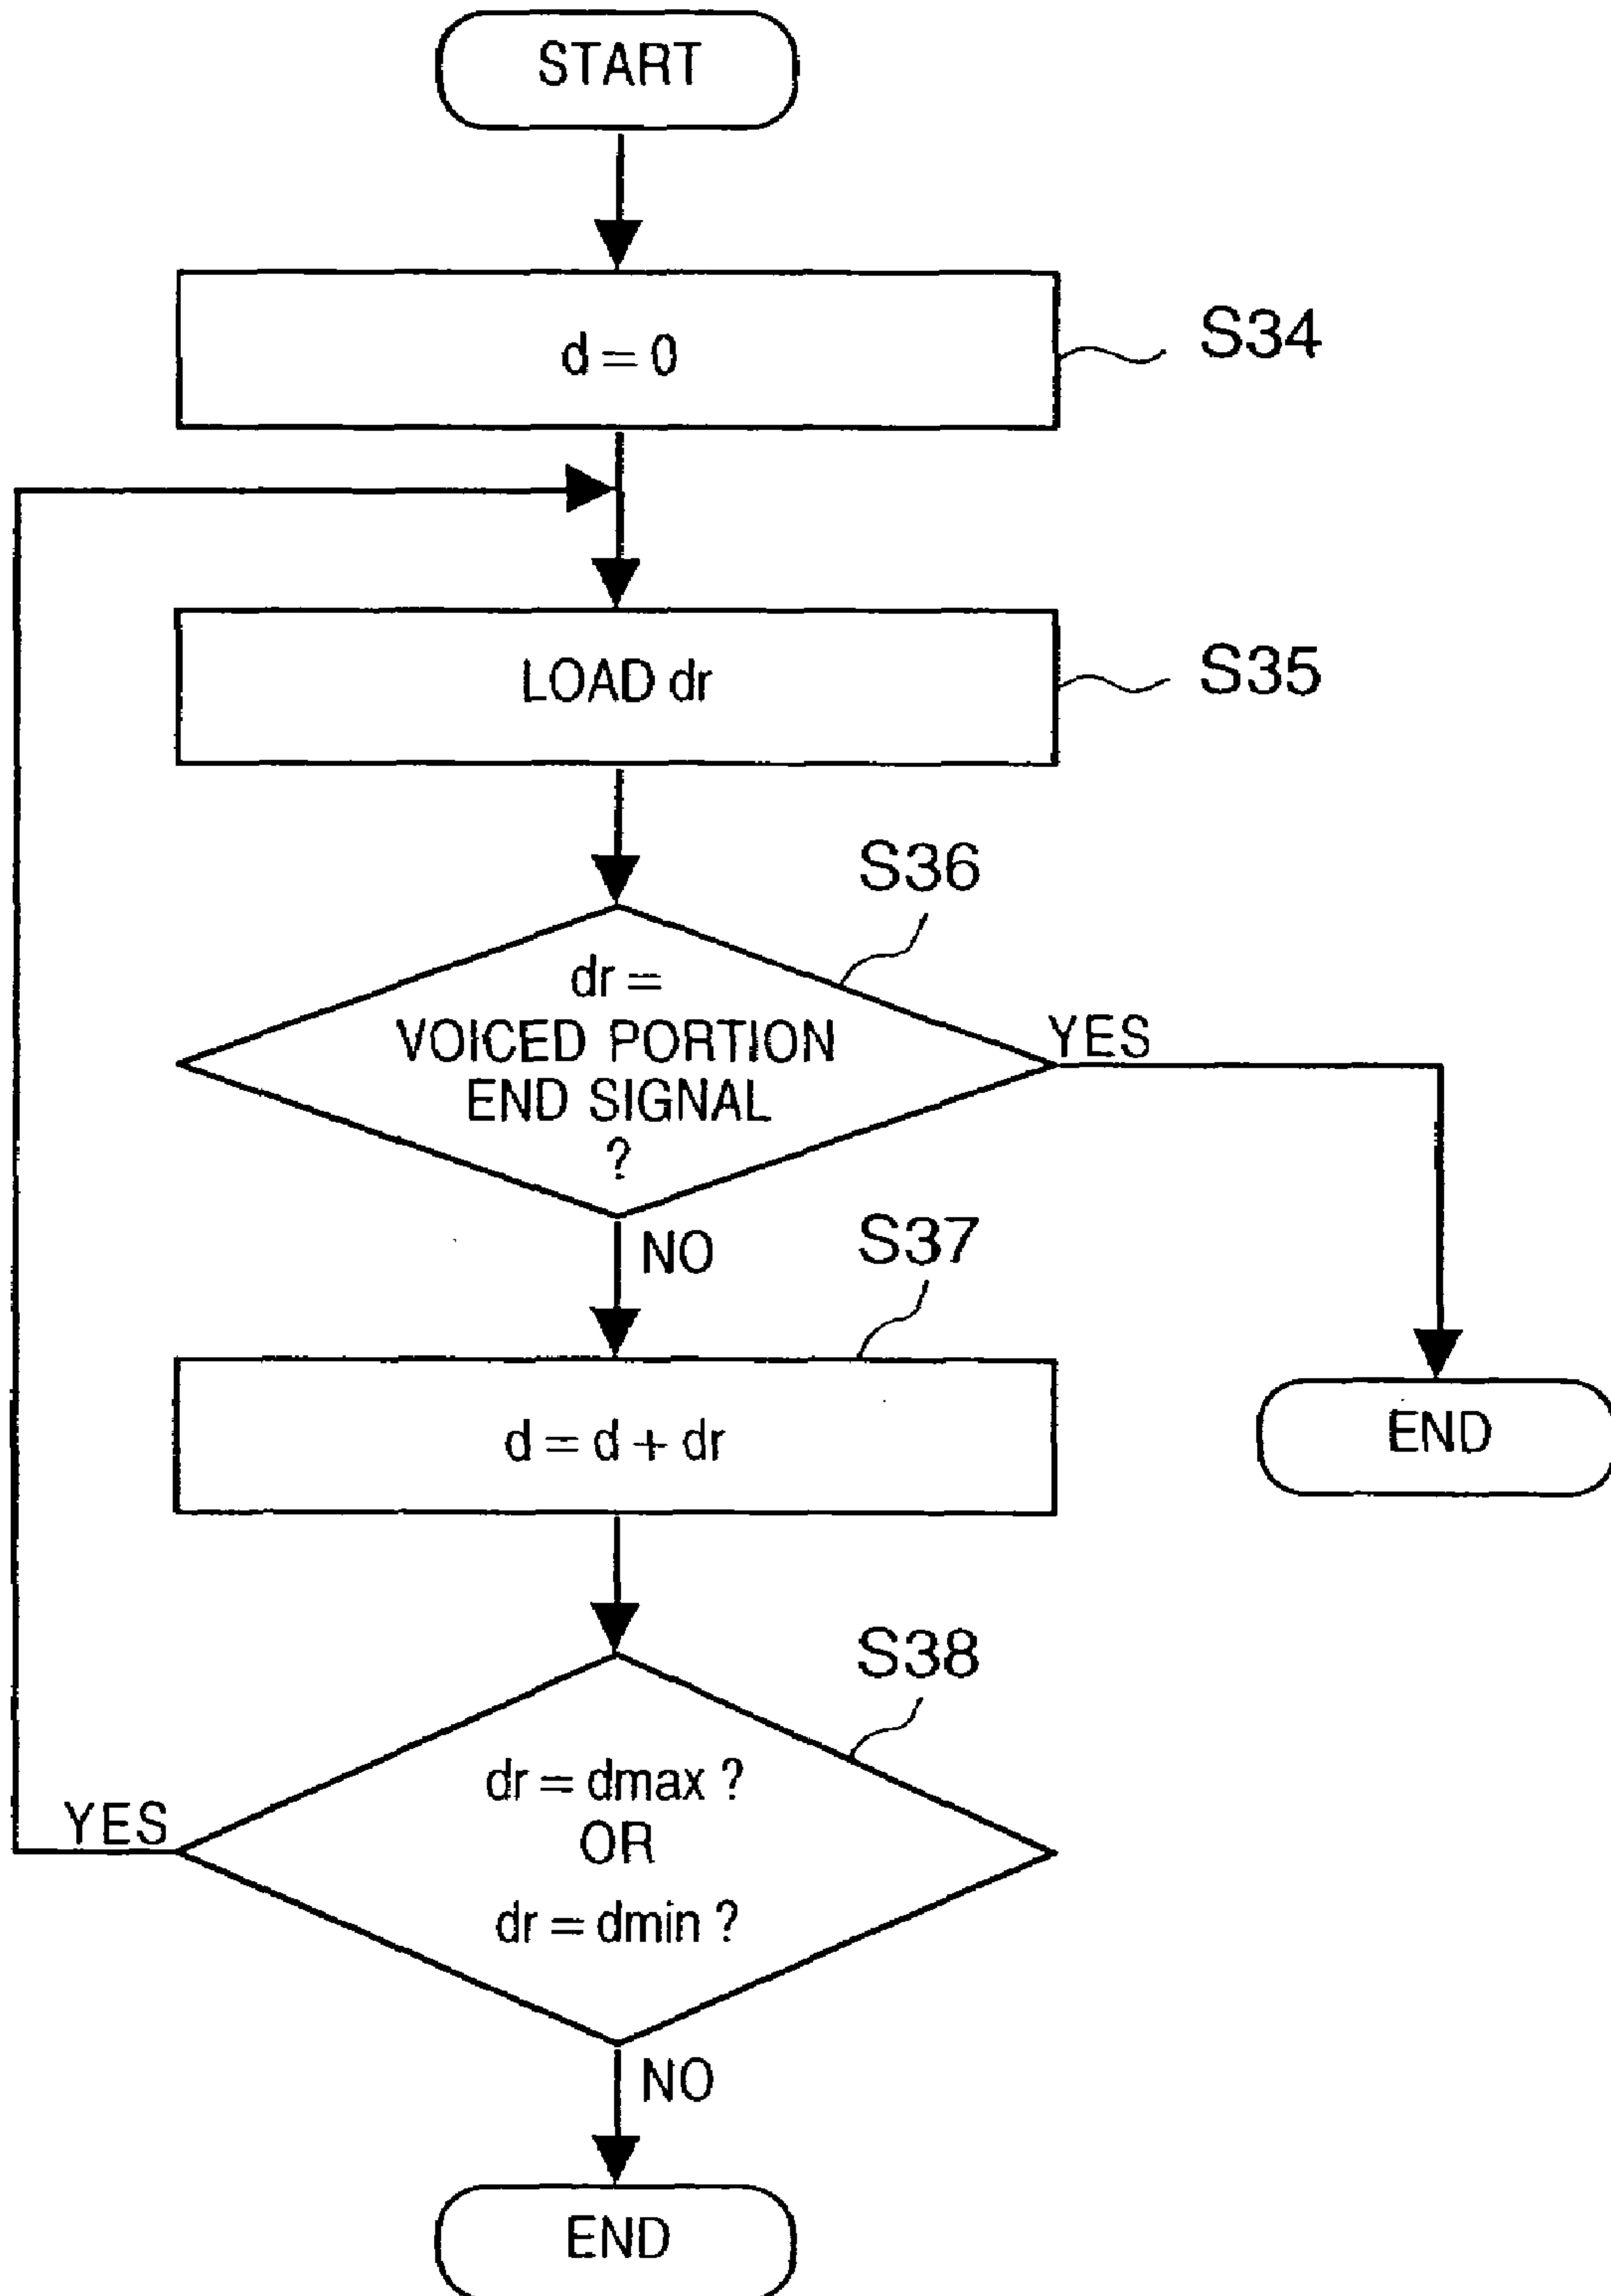 START
d = 0
S34
LOAD dr
S35
S36
dr =
VOICED PORTION
END SIGNAL
?
YES
NO
S37
d = d + dr
END
S38
dr = dmax ?
OR
dr = dmin ?
YES
NO
END